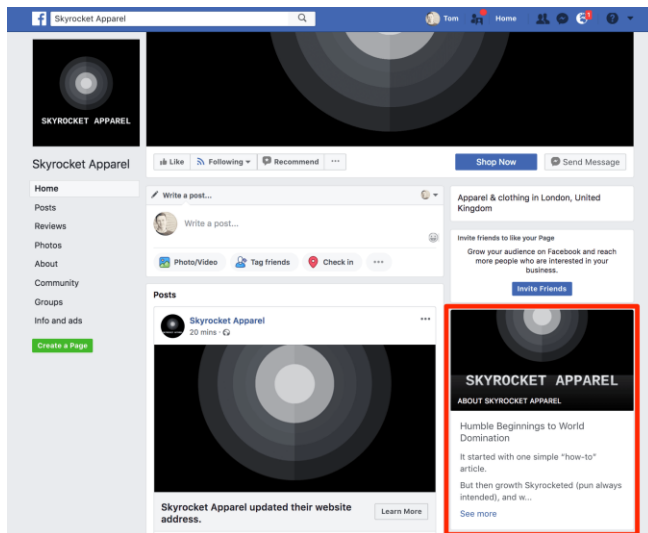 Skyrocket Apparel
Tom
Home
1
SKYROCKET APPAREL
Skyrocket Apparel
Home
Posts
Reviews
Photos
About
Community
Groups
Info and ads
Create a Page
Like
Following
Recommend
Shop Now
Send Message
Write a post...
Write a post...
Photo/Video
Tag friends
Check in
Posts
Skyrocket Apparel
20 mins
Skyrocket Apparel updated their website
address.
Learn More
Apparel & clothing in London, United
Kingdom
Invite friends to like your Page
Grow your audience on Facebook and reach
more people who are interested in your
business.
Invite Friends
SKYROCKET APPAREL
ABOUT SKYROCKET APPAREL
Humble Beginnings to World
Domination
It started with one simple "how-to"
article.
But then growth Skyrocketed (pun always
intended), and w...
See more